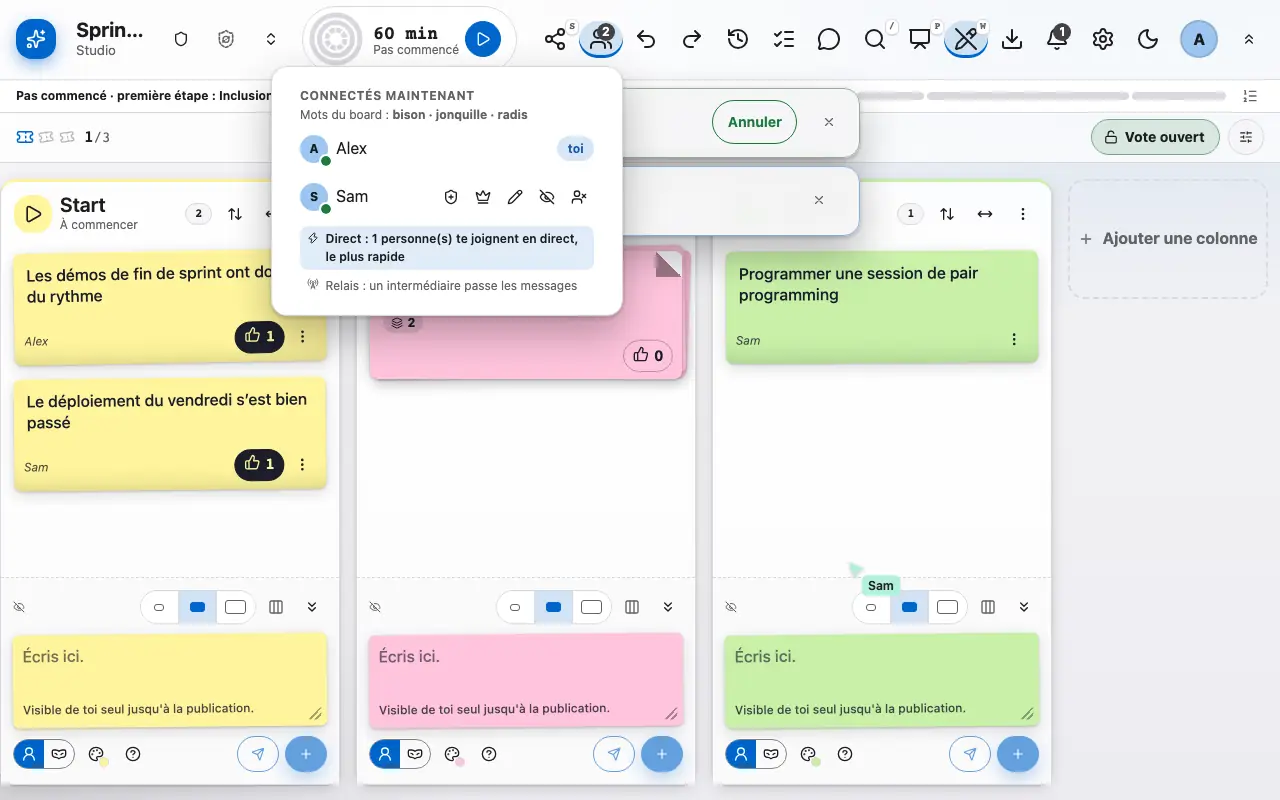 Sprin...
Studio
60 min
Pas commencé
S
2
/
P
W
1
A
Pas commencé · première étape : Inclusion
1/3
Vote ouvert
CONNECTÉS MAINTENANT
Mots du board : bison · jonquille · radis
A
Alex
toi
S
Sam
Direct : 1 personne(s) te joignent en direct,
le plus rapide
Relais : un intermédiaire passe les messages
Annuler
Start
À commencer
2
Les démos de fin de sprint ont
du rythme
Alex
1
Le déploiement du vendredi s’est bien
passé
Sam
1
2
0
1
Programmer une session de pair
programming
Sam
Ajouter une colonne
Sam
Écris ici.
Visible de toi seul jusqu'à la publication.
Écris ici.
Visible de toi seul jusqu'à la publication.
Écris ici.
Visible de toi seul jusqu'à la publication.